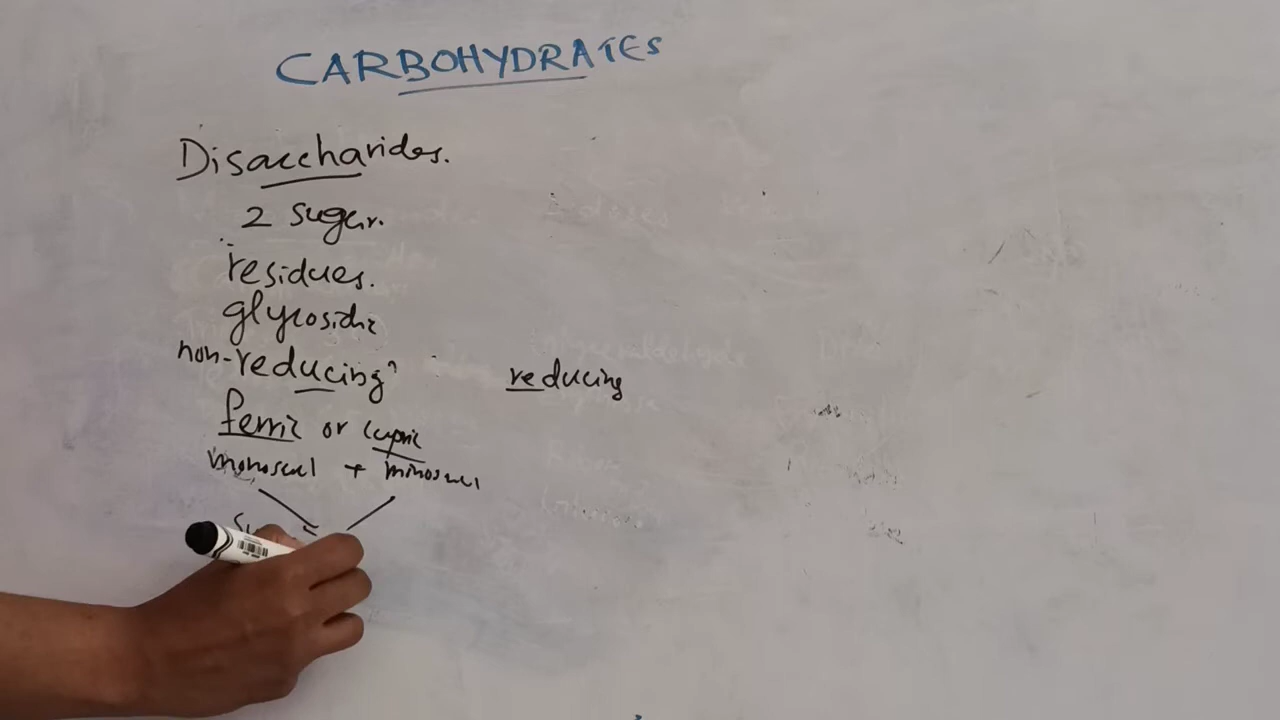 CARBOHYDRATES
Disaccharides.
2 sugar.
residues.
glycosidic
non-reducing reducing
ferric or cupric
monosacc + monosacc